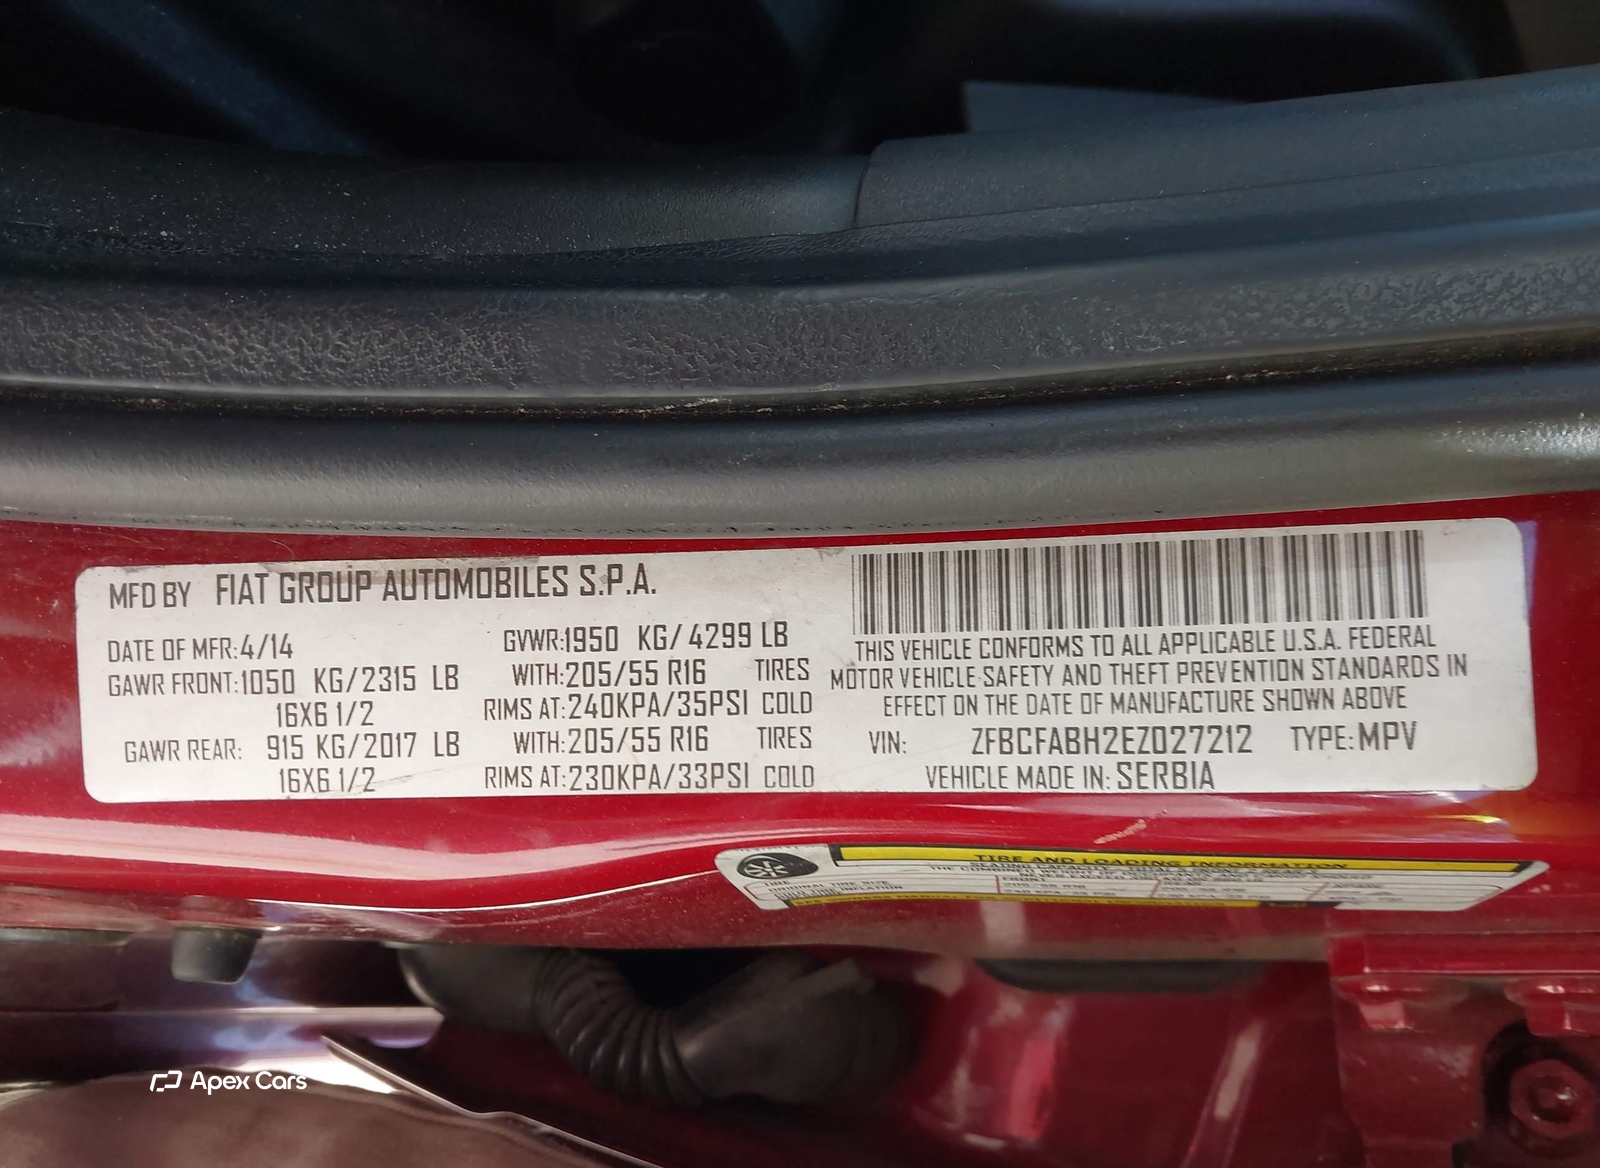 MFD BY FIAT GROUP AUTOMOBILES S.P.A.
DATE OF MFR:4/14 GVWR:1950 KG/4299 LB
GAWR FRONT:1050 KG/2315 LB WITH:205/55 R16 TIRES
16X6 1/2 RIMS AT:240KPA/35PSI COLD
GAWR REAR: 915 KG/2017 LB WITH:205/55 R16 TIRES
16X6 1/2 RIMS AT:230KPA/33PSI COLD
THIS VEHICLE CONFORMS TO ALL APPLICABLE U.S.A. FEDERAL
MOTOR VEHICLE SAFETY AND THEFT PREVENTION STANDARDS IN
EFFECT ON THE DATE OF MANUFACTURE SHOWN ABOVE
VIN: ZFBCFABH2EZ027212 TYPE:MPV
VEHICLE MADE IN: SERBIA
TIRE AND LOADING INFORMATION
Apex Cars